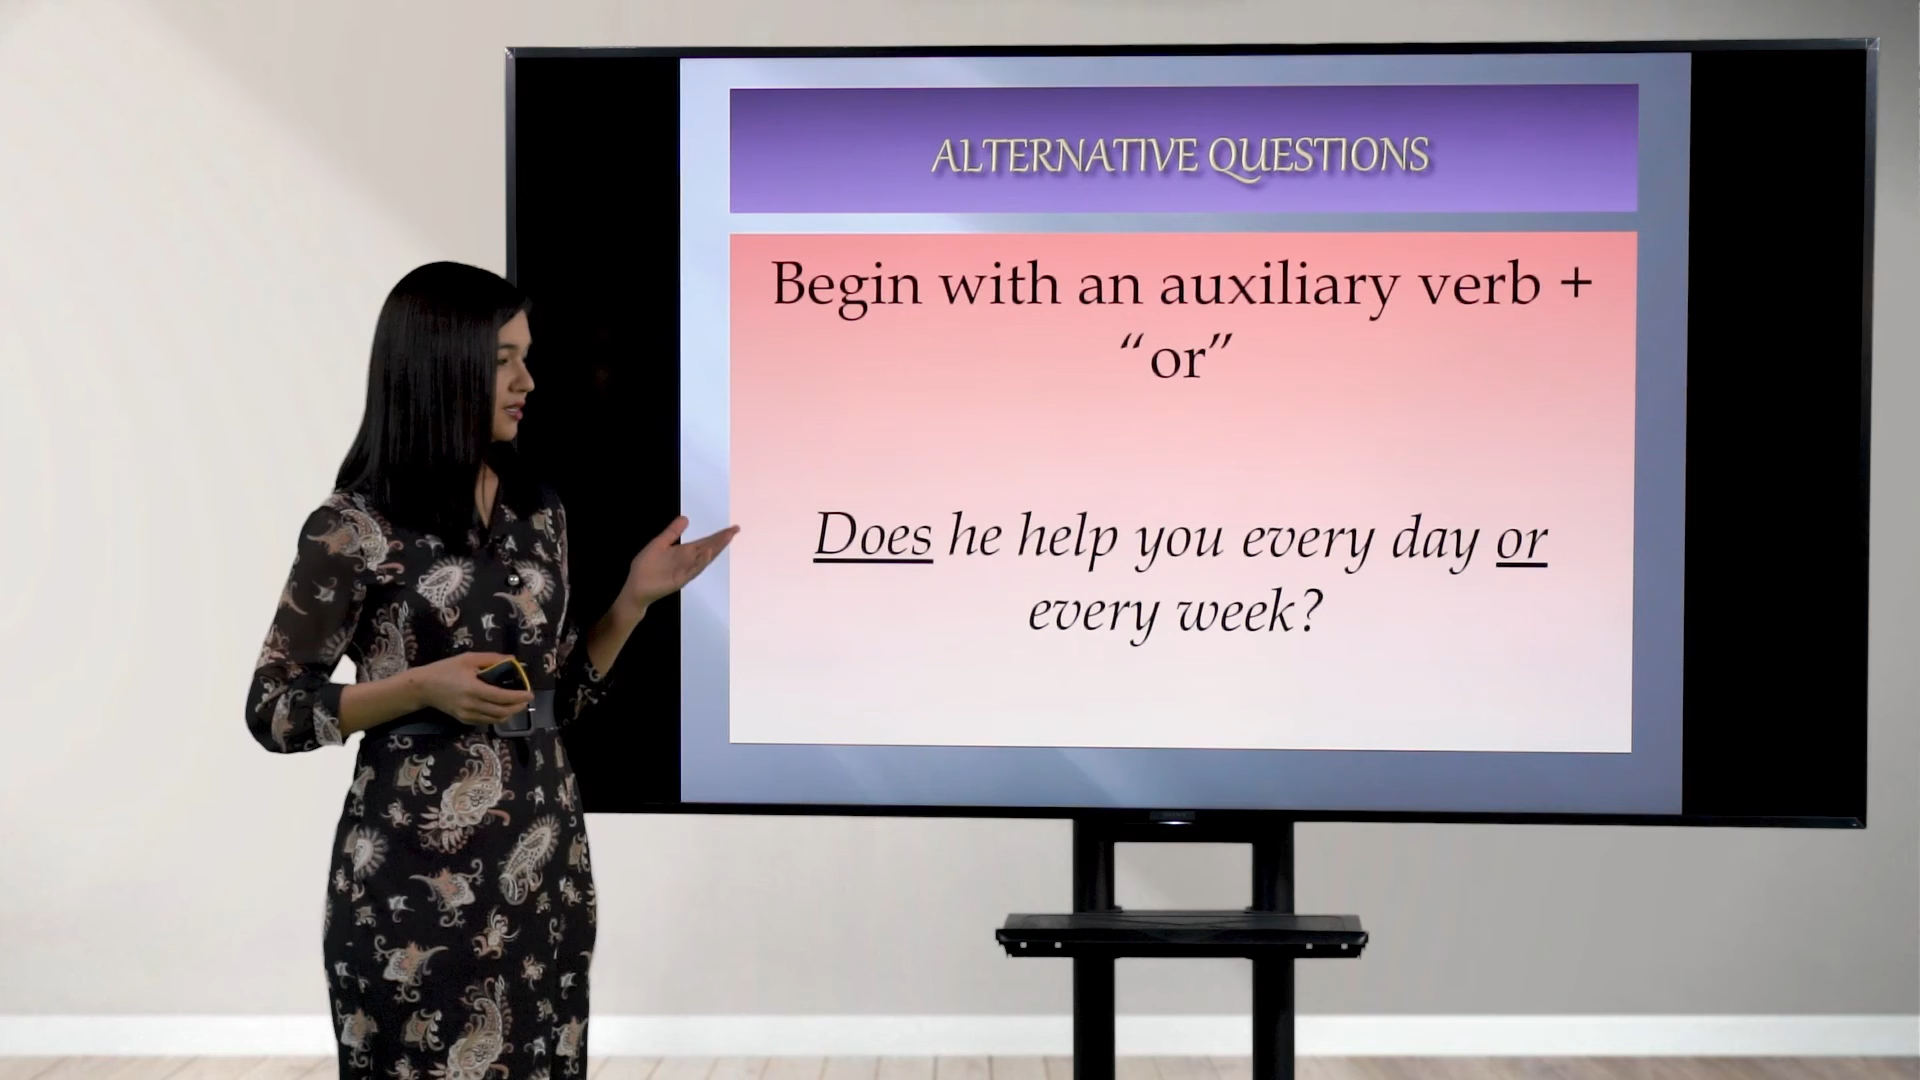 ALTERNATIVE QUESTIONS
Begin with an auxiliary verb +
“or”
Does he help you every day or
every week?